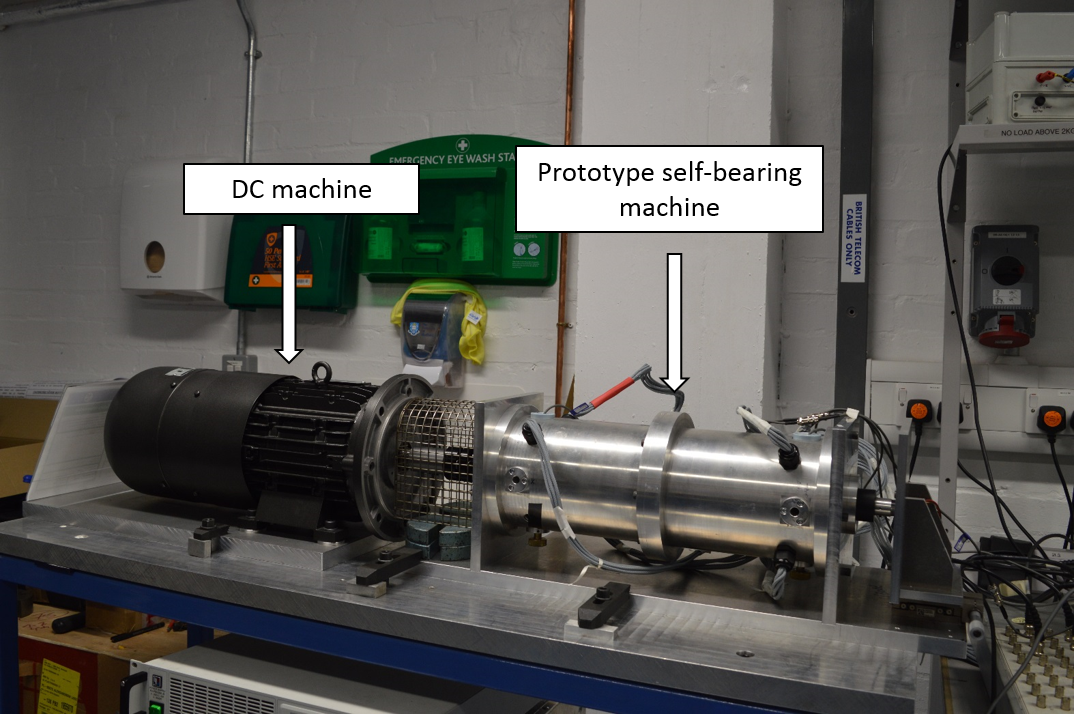 EMERGENCY EYE WASH STA
DC machine
Prototype self-bearing
machine
NO LOAD ABOVE 2KG
BRITISH TELECOM
CABLES ONLY